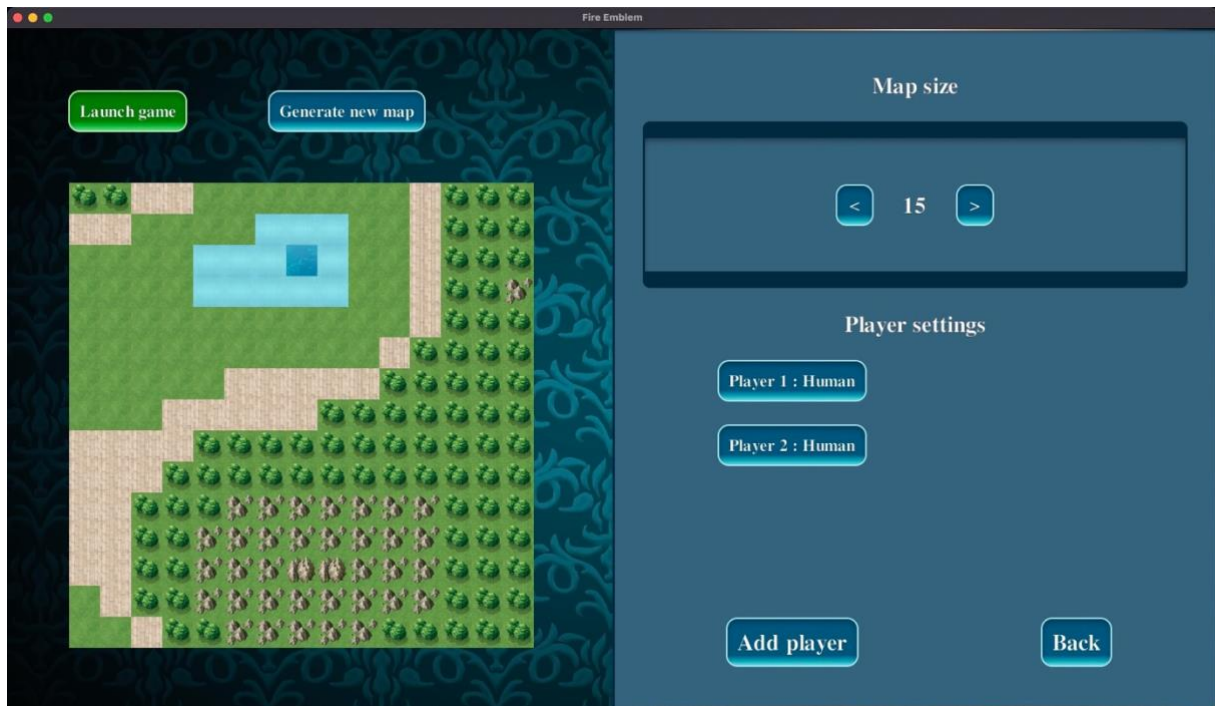 Fire Emblem
Launch game
Generate new map
Map size
< 15 >
Player settings
Player 1 : Human
Player 2 : Human
Add player
Back